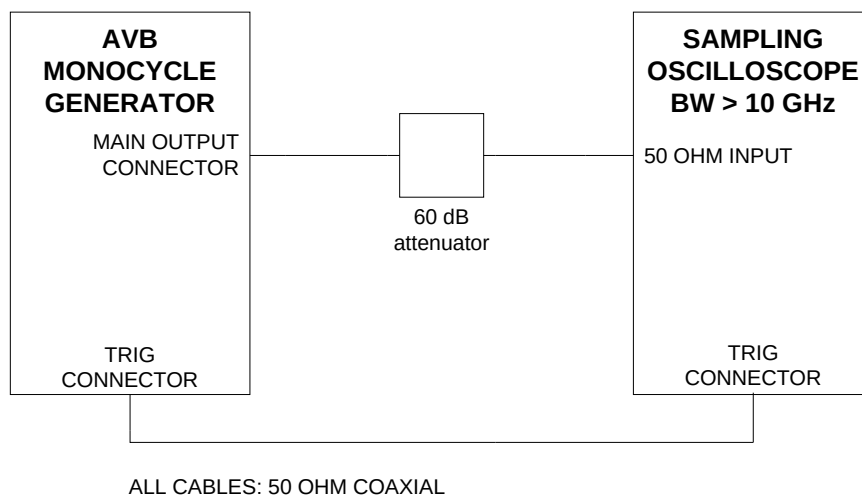 AVB
MONOCYCLE
GENERATOR
MAIN OUTPUT
CONNECTOR
TRIG
CONNECTOR
60 dB
attenuator
SAMPLING
OSCILLOSCOPE
BW > 10 GHz
50 OHM INPUT
TRIG
CONNECTOR
ALL CABLES: 50 OHM COAXIAL